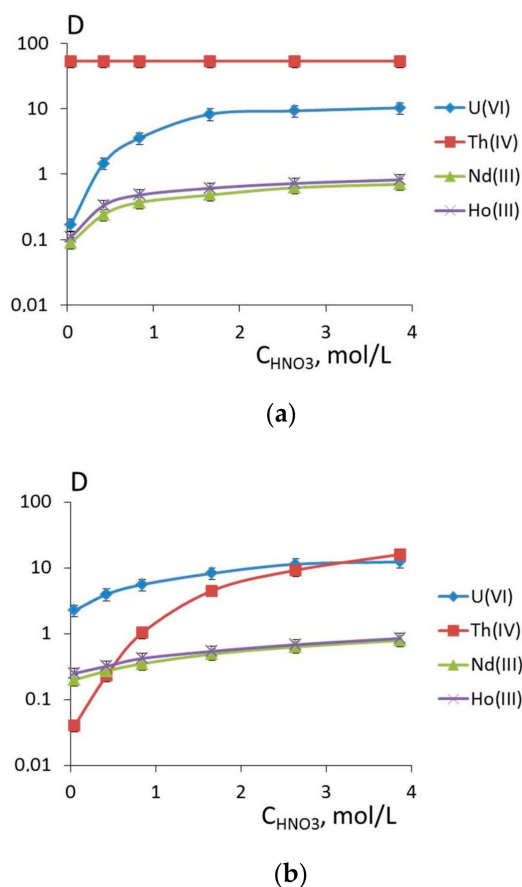 D
100
10
1
0.1
0,01
0
1
2
3
4
C_HNO3, mol/L
U(VI)
Th(IV)
Nd(III)
Ho(III)
(a)
D
100
10
1
0.1
0,01
0
1
2
3
4
C_HNO3, mol/L
U(VI)
Th(IV)
Nd(III)
Ho(III)
(b)